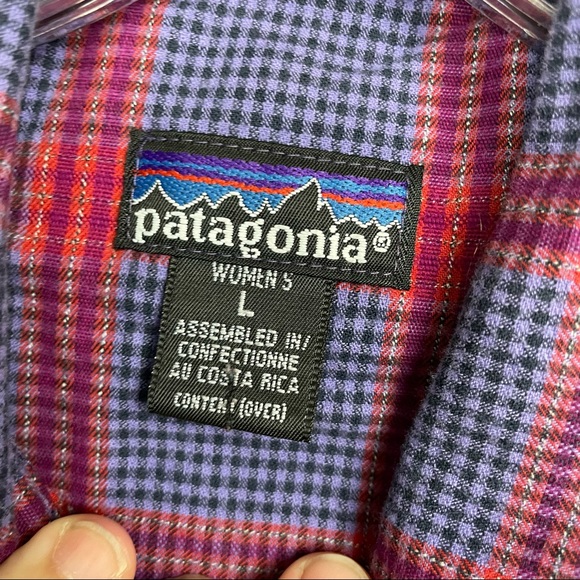 patagonia®
WOMEN'S
L
ASSEMBLED IN/
CONFECTIONNE
AU COSTA RICA
CONTENT (OVER)